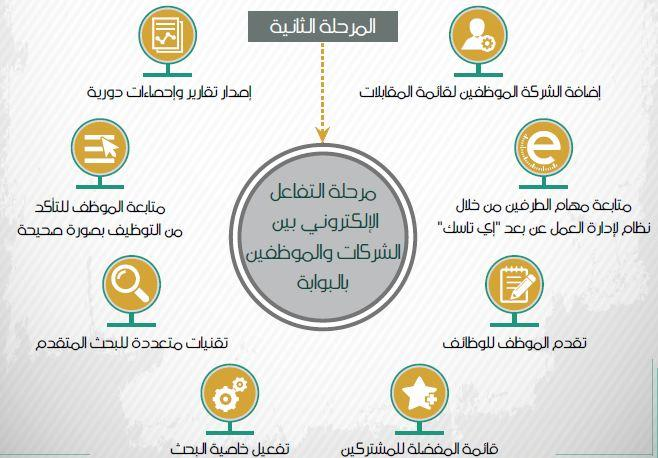 المرحلة الثانية
مرحلة التفاعل
الإلكتروني بين
الشركات والموظفين
بالبوابة
إضافة الشركة الموظفين لقائمة المقابلات
إصدار تقارير وإحصاءات دورية
متابعة مهام الطرفين من خلال
نظام لإدارة العمل عن بعد "إي تاسك"
متابعة الموظف للتأكد
من التوظيف بصورة صحيحة
تقدم الموظف للوظائف
تقنيات متعددة للبحث المتقدم
قائمة المفضلة للمشتركين
تفعيل خاصية البحث